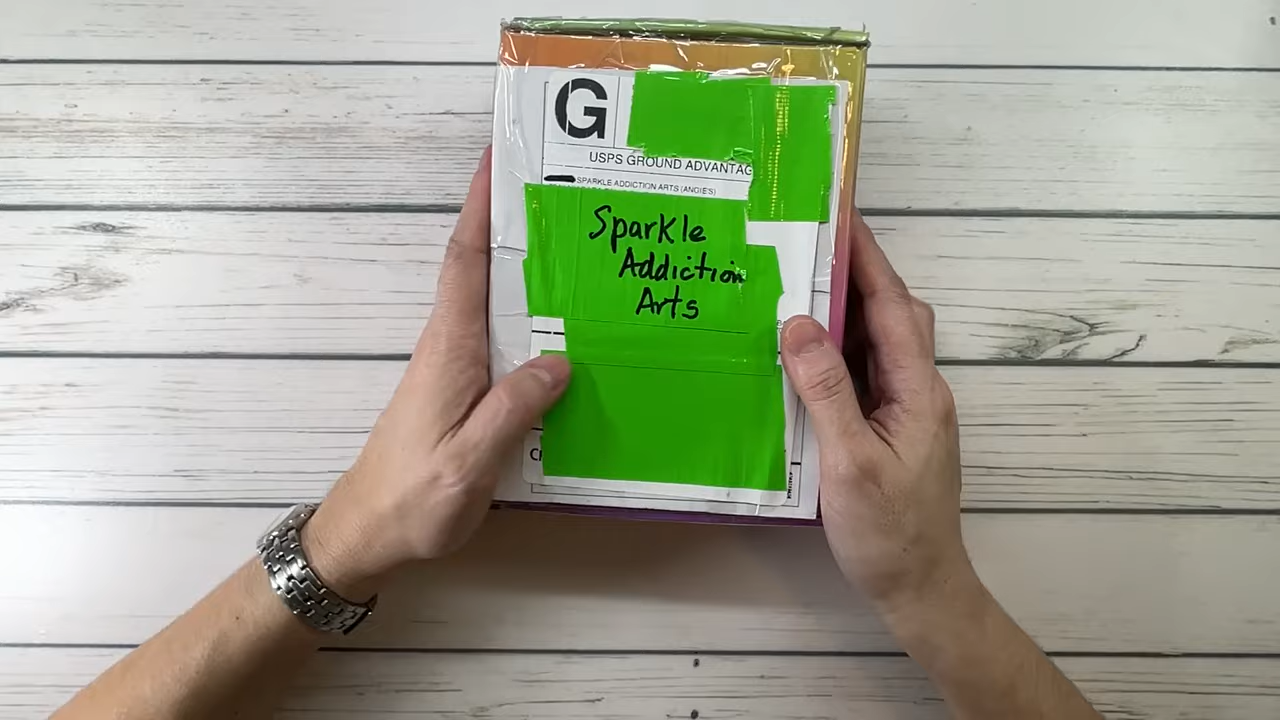 G
USPS GROUND ADVANTAG
SPARKLE ADDICTION ARTS (ANGIE'S)
Sparkle
Addiction
Arts